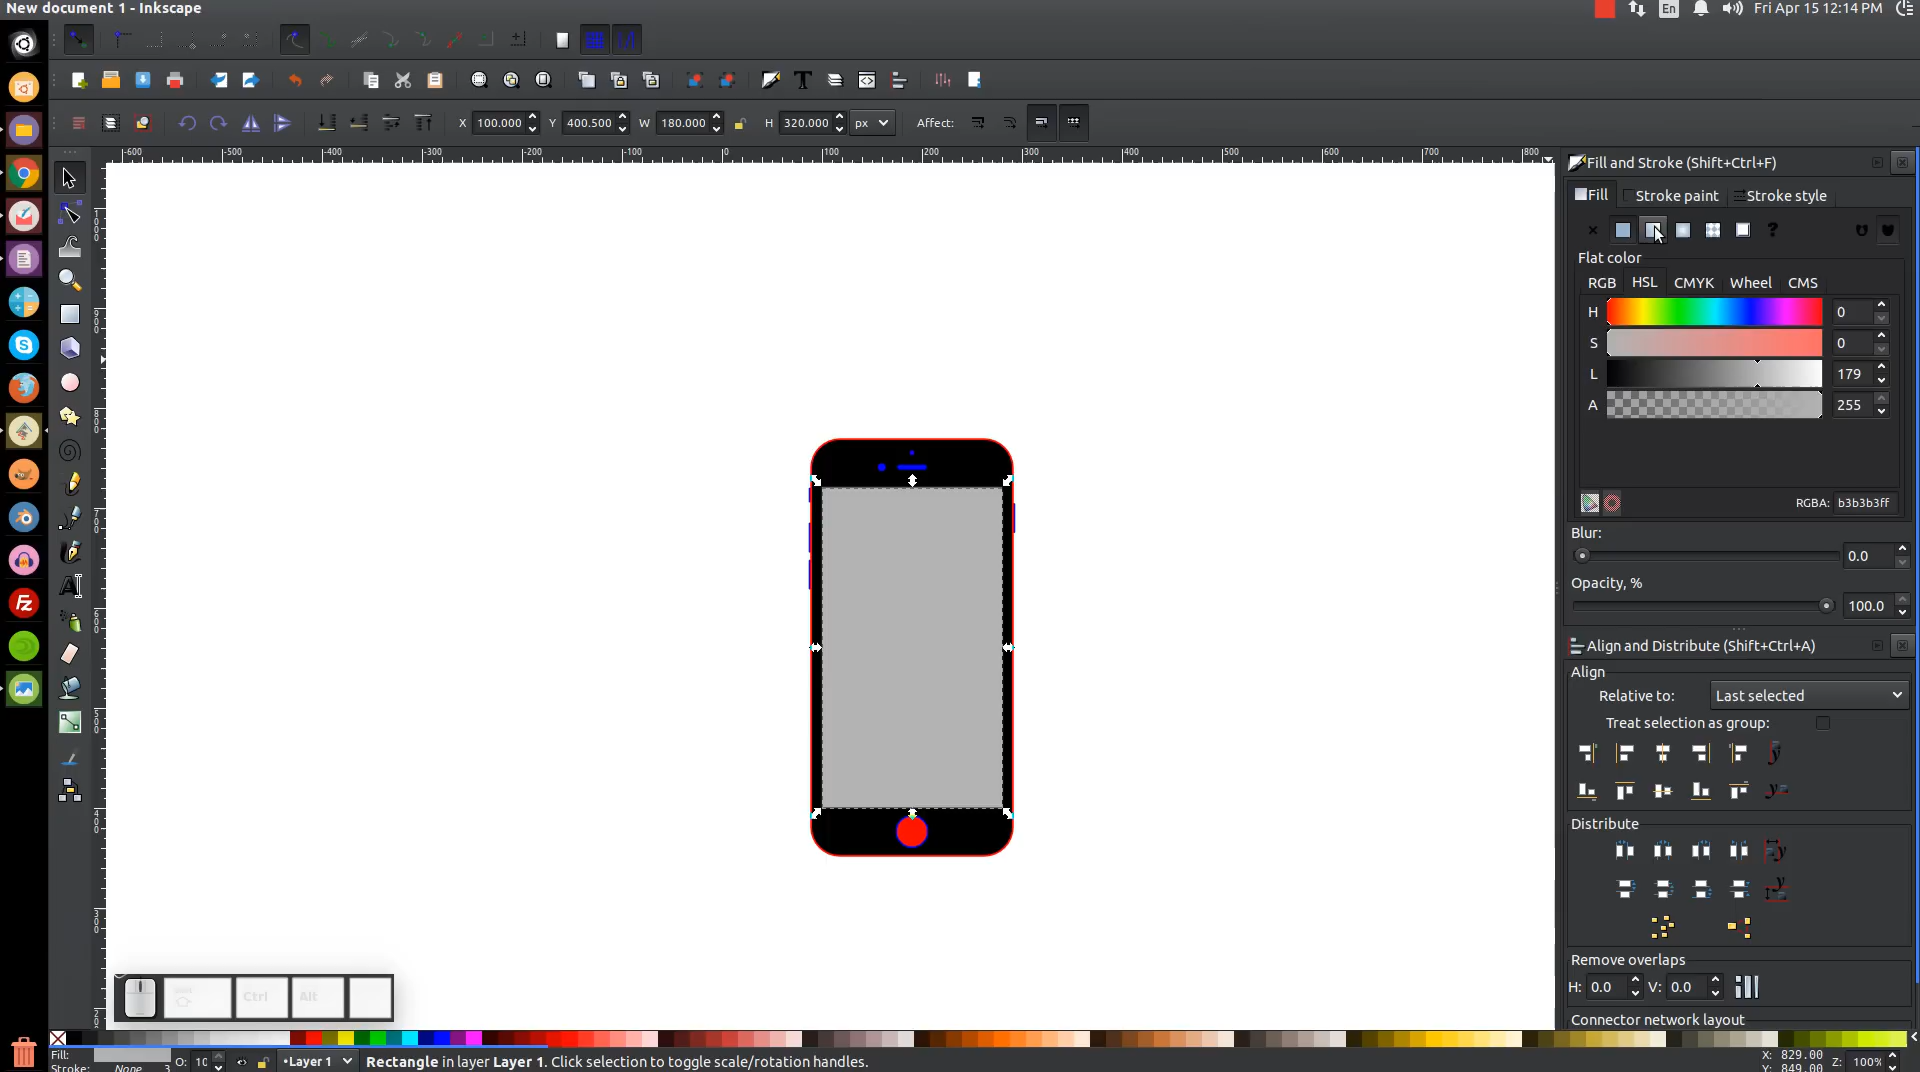 New document 1 - Inkscape
En
Fri Apr 15 12:14 PM
X 100.000 Y 400.500 W 180.000 H 320.000 px Affect:
-600 -500 -400 -300 -200 -100 0 100 200 300 400 500 600 700 800
Fill and Stroke (Shift+Ctrl+F)
Fill Stroke paint Stroke style
?
Flat color
RGB HSL CMYK Wheel CMS
H 0
S 0
L 179
A 255
RGBA: b3b3b3ff
Blur:
0.0
Opacity, %
100.0
Align and Distribute (Shift+Ctrl+A)
Align
Relative to: Last selected
Treat selection as group:
Distribute
Remove overlaps
H: 0.0 V: 0.0
Connector network layout
Ctrl Alt
Fill:
Stroke: None 3
O: 10
•Layer 1
Rectangle in layer Layer 1. Click selection to toggle scale/rotation handles.
X: 829.00
Y: 849.00
Z: 100%